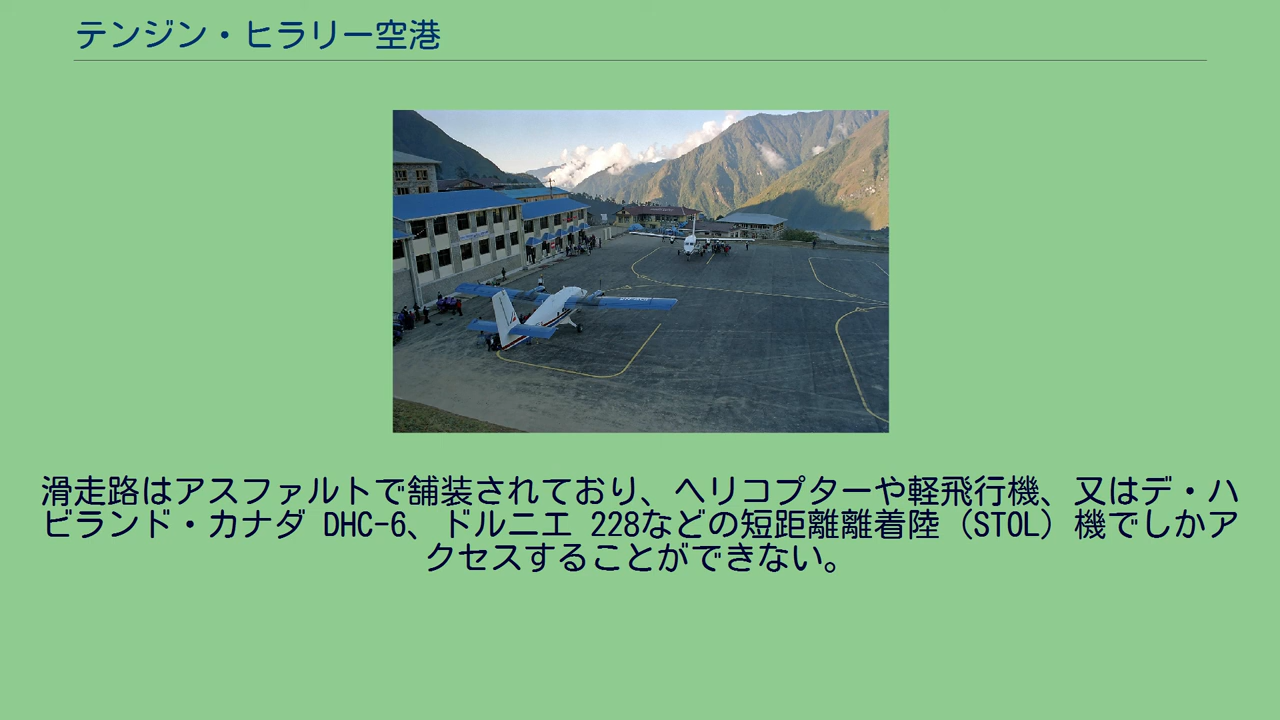 テンジン・ヒラリー空港
滑走路はアスファルトで舗装されており、ヘリコプターや軽飛行機、又はデ・ハ
ビランド・カナダ DHC-6、ドルニエ 228などの短距離離着陸（STOL）機でしかア
クセスすることができない。